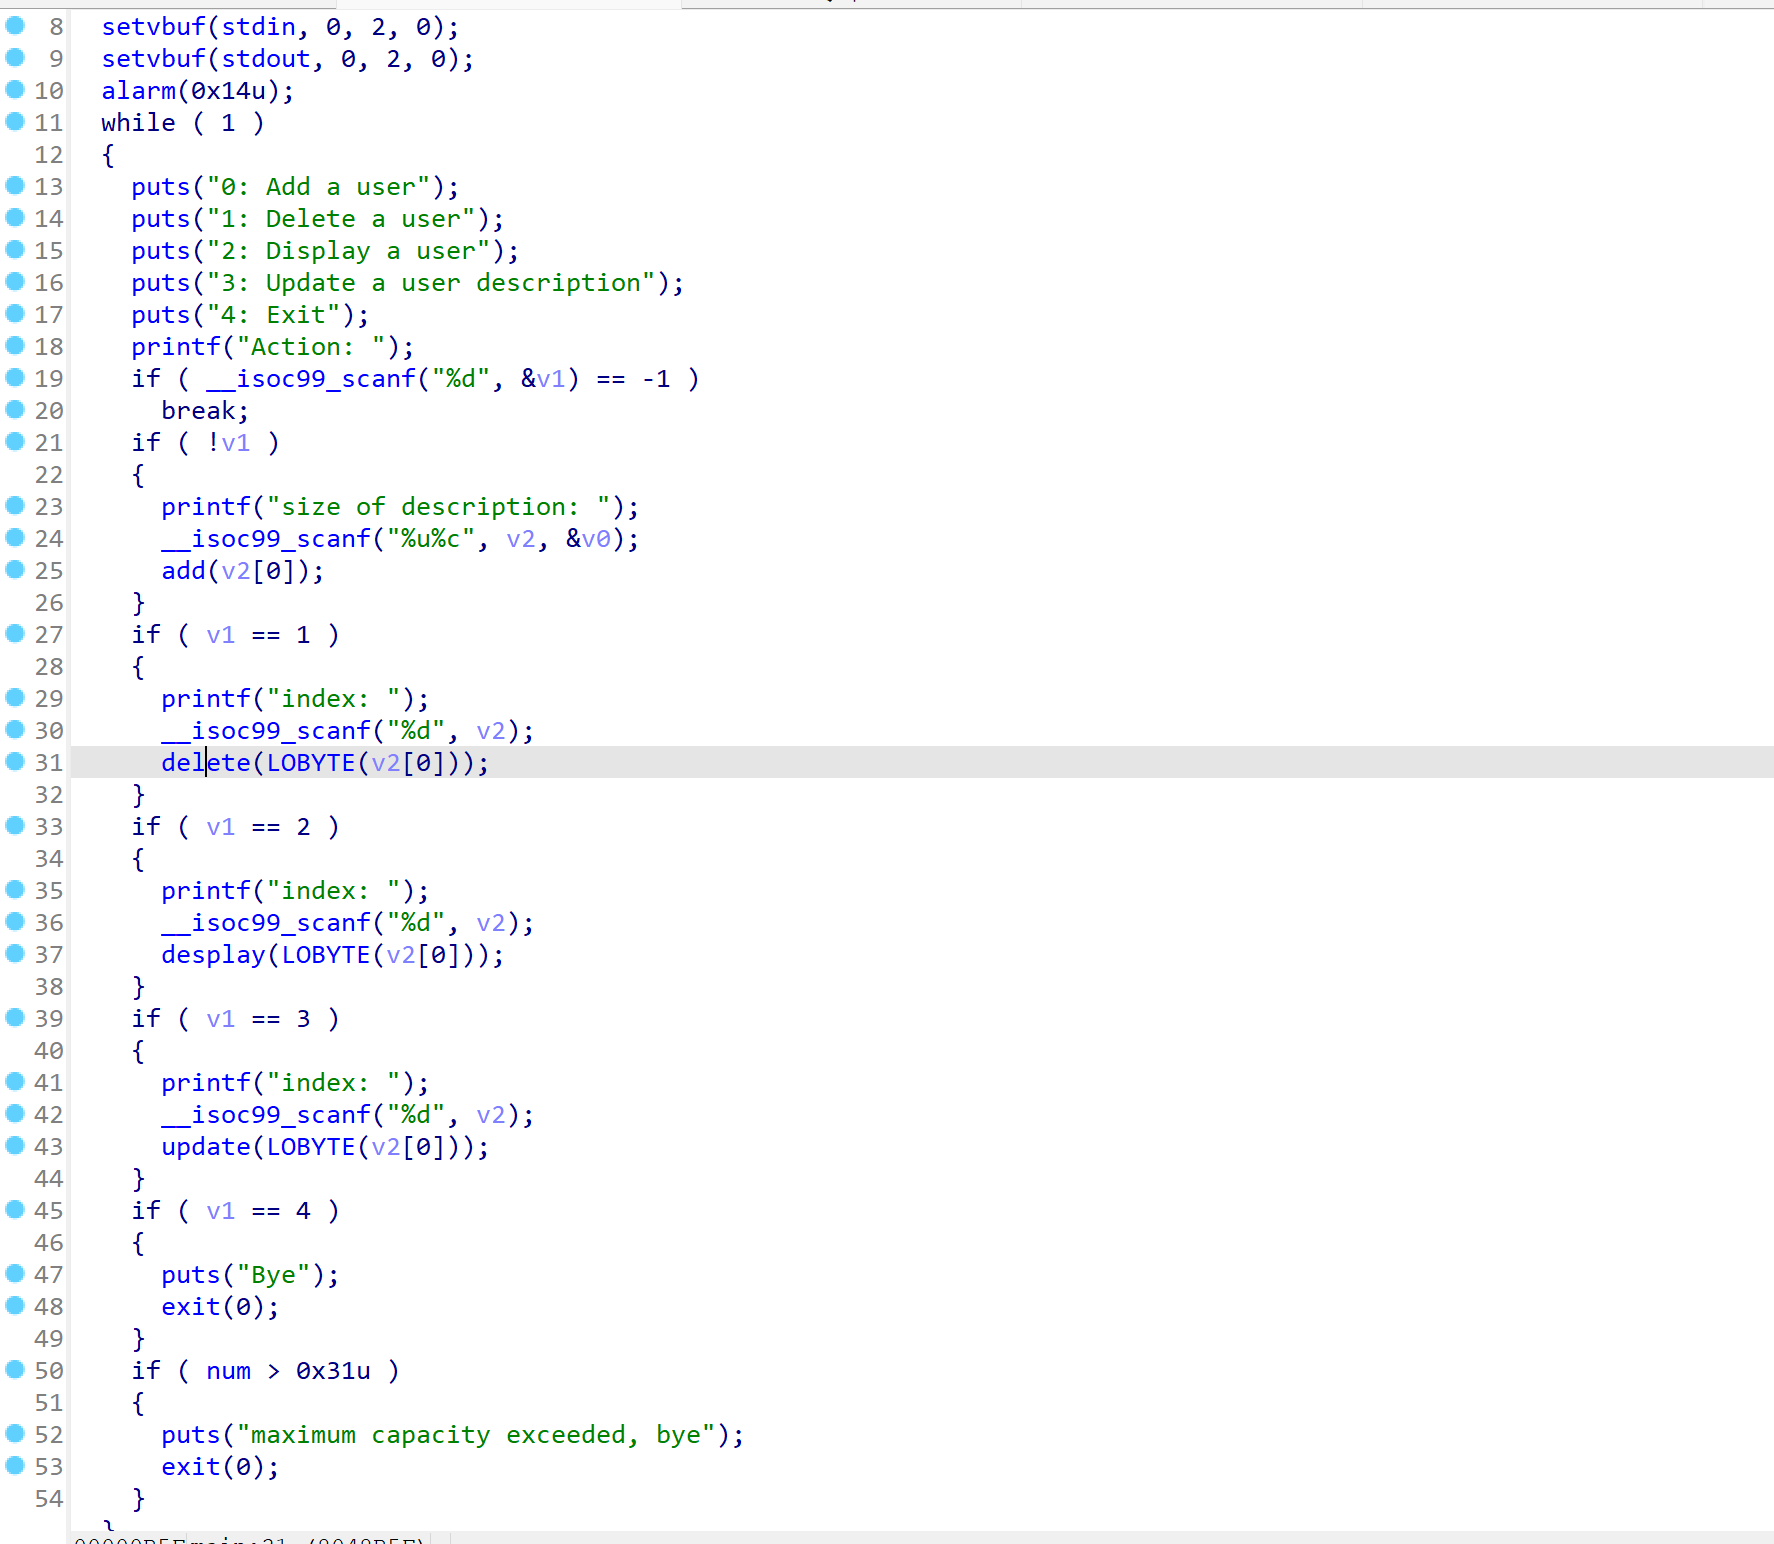 8 setvbuf(stdin, 0, 2, 0);
9 setvbuf(stdout, 0, 2, 0);
10 alarm(0x14u);
11 while ( 1 )
12 {
13 puts("0: Add a user");
14 puts("1: Delete a user");
15 puts("2: Display a user");
16 puts("3: Update a user description");
17 puts("4: Exit");
18 printf("Action: ");
19 if ( __isoc99_scanf("%d", &v1) == -1 )
20 break;
21 if ( !v1 )
22 {
23 printf("size of description: ");
24 __isoc99_scanf("%u%c", v2, &v0);
25 add(v2[0]);
26 }
27 if ( v1 == 1 )
28 {
29 printf("index: ");
30 __isoc99_scanf("%d", v2);
31 delete(LOBYTE(v2[0]));
32 }
33 if ( v1 == 2 )
34 {
35 printf("index: ");
36 __isoc99_scanf("%d", v2);
37 desplay(LOBYTE(v2[0]));
38 }
39 if ( v1 == 3 )
40 {
41 printf("index: ");
42 __isoc99_scanf("%d", v2);
43 update(LOBYTE(v2[0]));
44 }
45 if ( v1 == 4 )
46 {
47 puts("Bye");
48 exit(0);
49 }
50 if ( num > 0x31u )
51 {
52 puts("maximum capacity exceeded, bye");
53 exit(0);
54 }
}